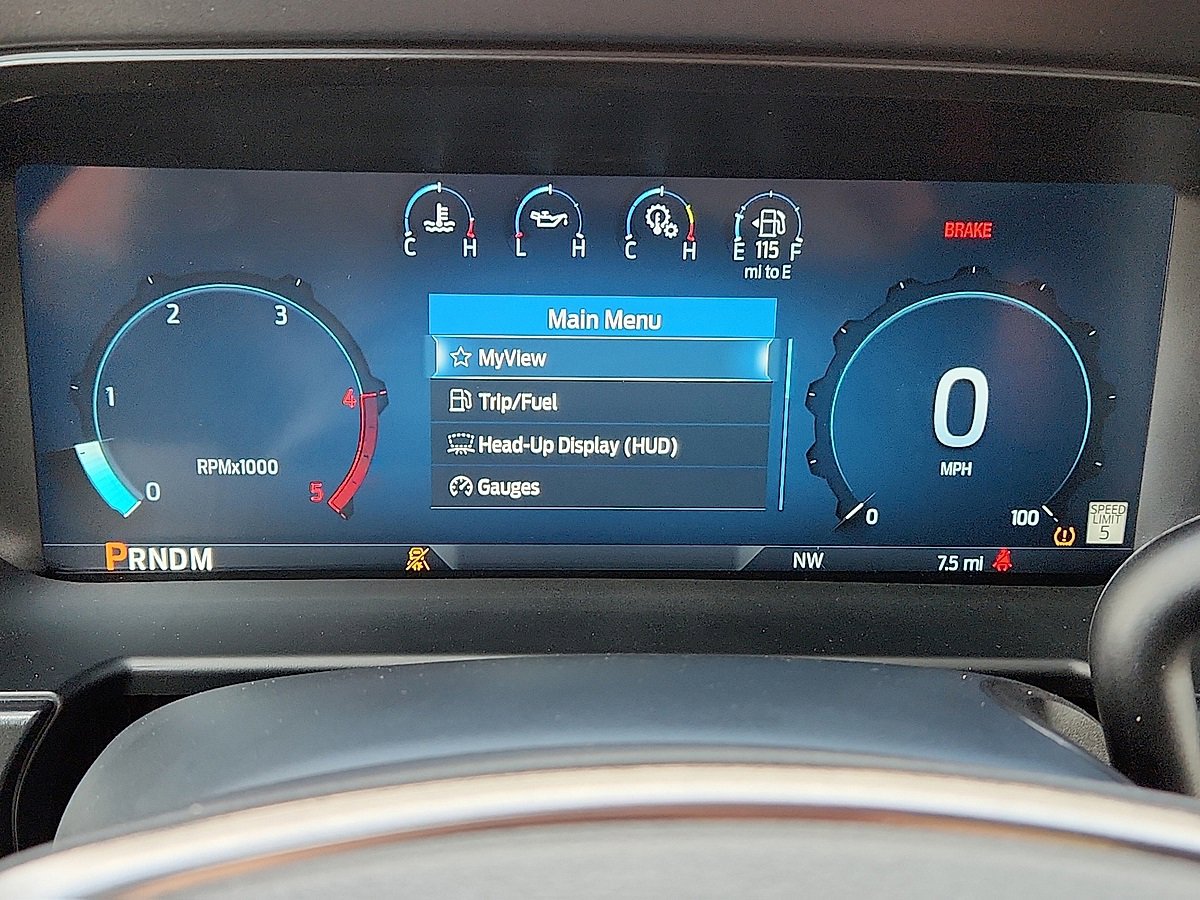 C H
L H
C H
E 115 F
mi to E
BRAKE
Main Menu
MyView
Trip/Fuel
Head-Up Display (HUD)
Gauges
0
1
2
3
4
5
RPMx1000
0
MPH
0
100
SPEED
LIMIT
5
PRNDM
NW
7.5 mi